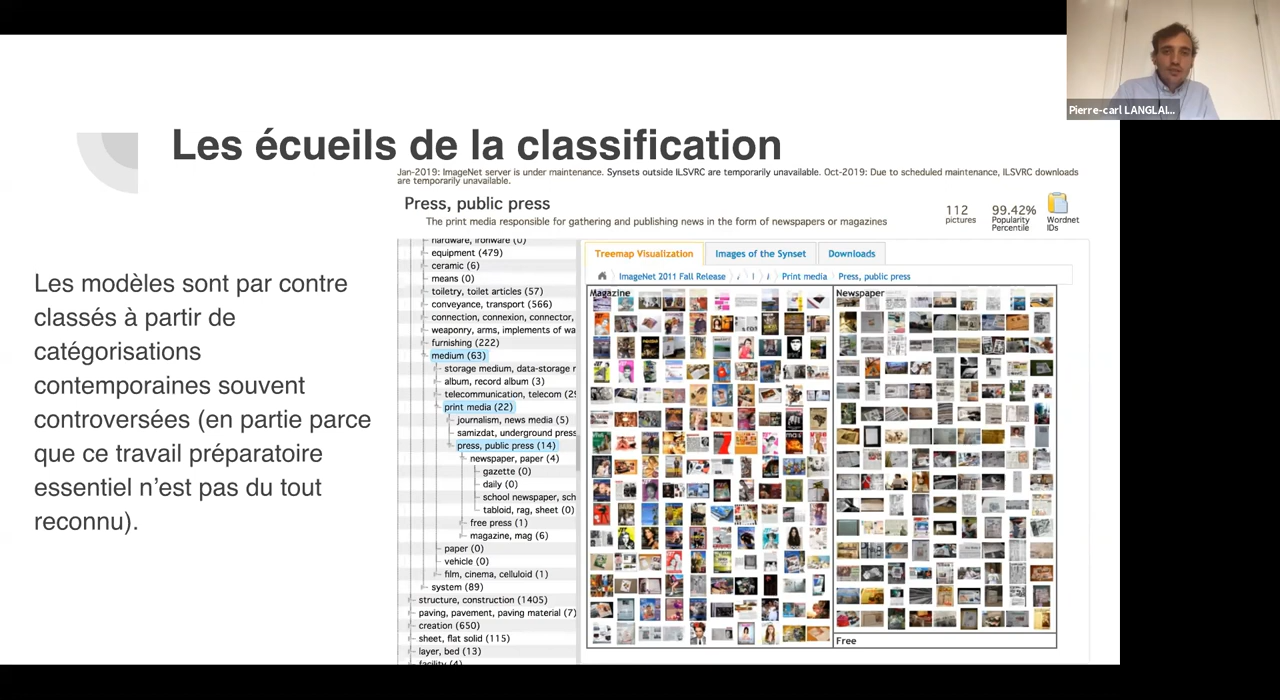 Pierre-carl LANGLAI...
Les écueils de la classification
Jan-2019: ImageNet server is under maintenance. Synsets outside ILSVRC are temporarily unavailable. Oct-2019: Due to scheduled maintenance, ILSVRC downloads
are temporarily unavailable.
Press, public press
The print media responsible for gathering and publishing news in the form of newspapers or magazines
112
pictures
99.42%
Popularity
Percentile
Wordnet
IDs
Les modèles sont par contre
classés à partir de
catégorisations
contemporaines souvent
controversées (en partie parce
que ce travail préparatoire
essentiel n'est pas du tout
reconnu).
hardware, ironware (0)
equipment (479)
ceramic (6)
means (0)
toiletry, toilet articles (57)
conveyance, transport (566)
connection, connexion, connector,
weaponry, arms, implements of wa
furnishing (222)
medium (63)
storage medium, data-storage
album, record album (3)
telecommunication, telecom (2
print media (22)
journalism, news media (5)
samizdat, underground press
press, public press (14)
newspaper, paper (4)
gazette (0)
daily (0)
school newspaper, sch
tabloid, rag, sheet (0)
free press (1)
magazine, mag (6)
paper (0)
vehicle (0)
film, cinema, celluloid (1)
system (89)
structure, construction (1405)
paving, pavement, paving material (7)
creation (650)
sheet, flat solid (115)
layer, bed (13)
facility (4)
Treemap Visualization
Images of the Synset
Downloads
ImageNet 2011 Fall Release
Print media
Press, public press
Magazine
Newspaper
Free